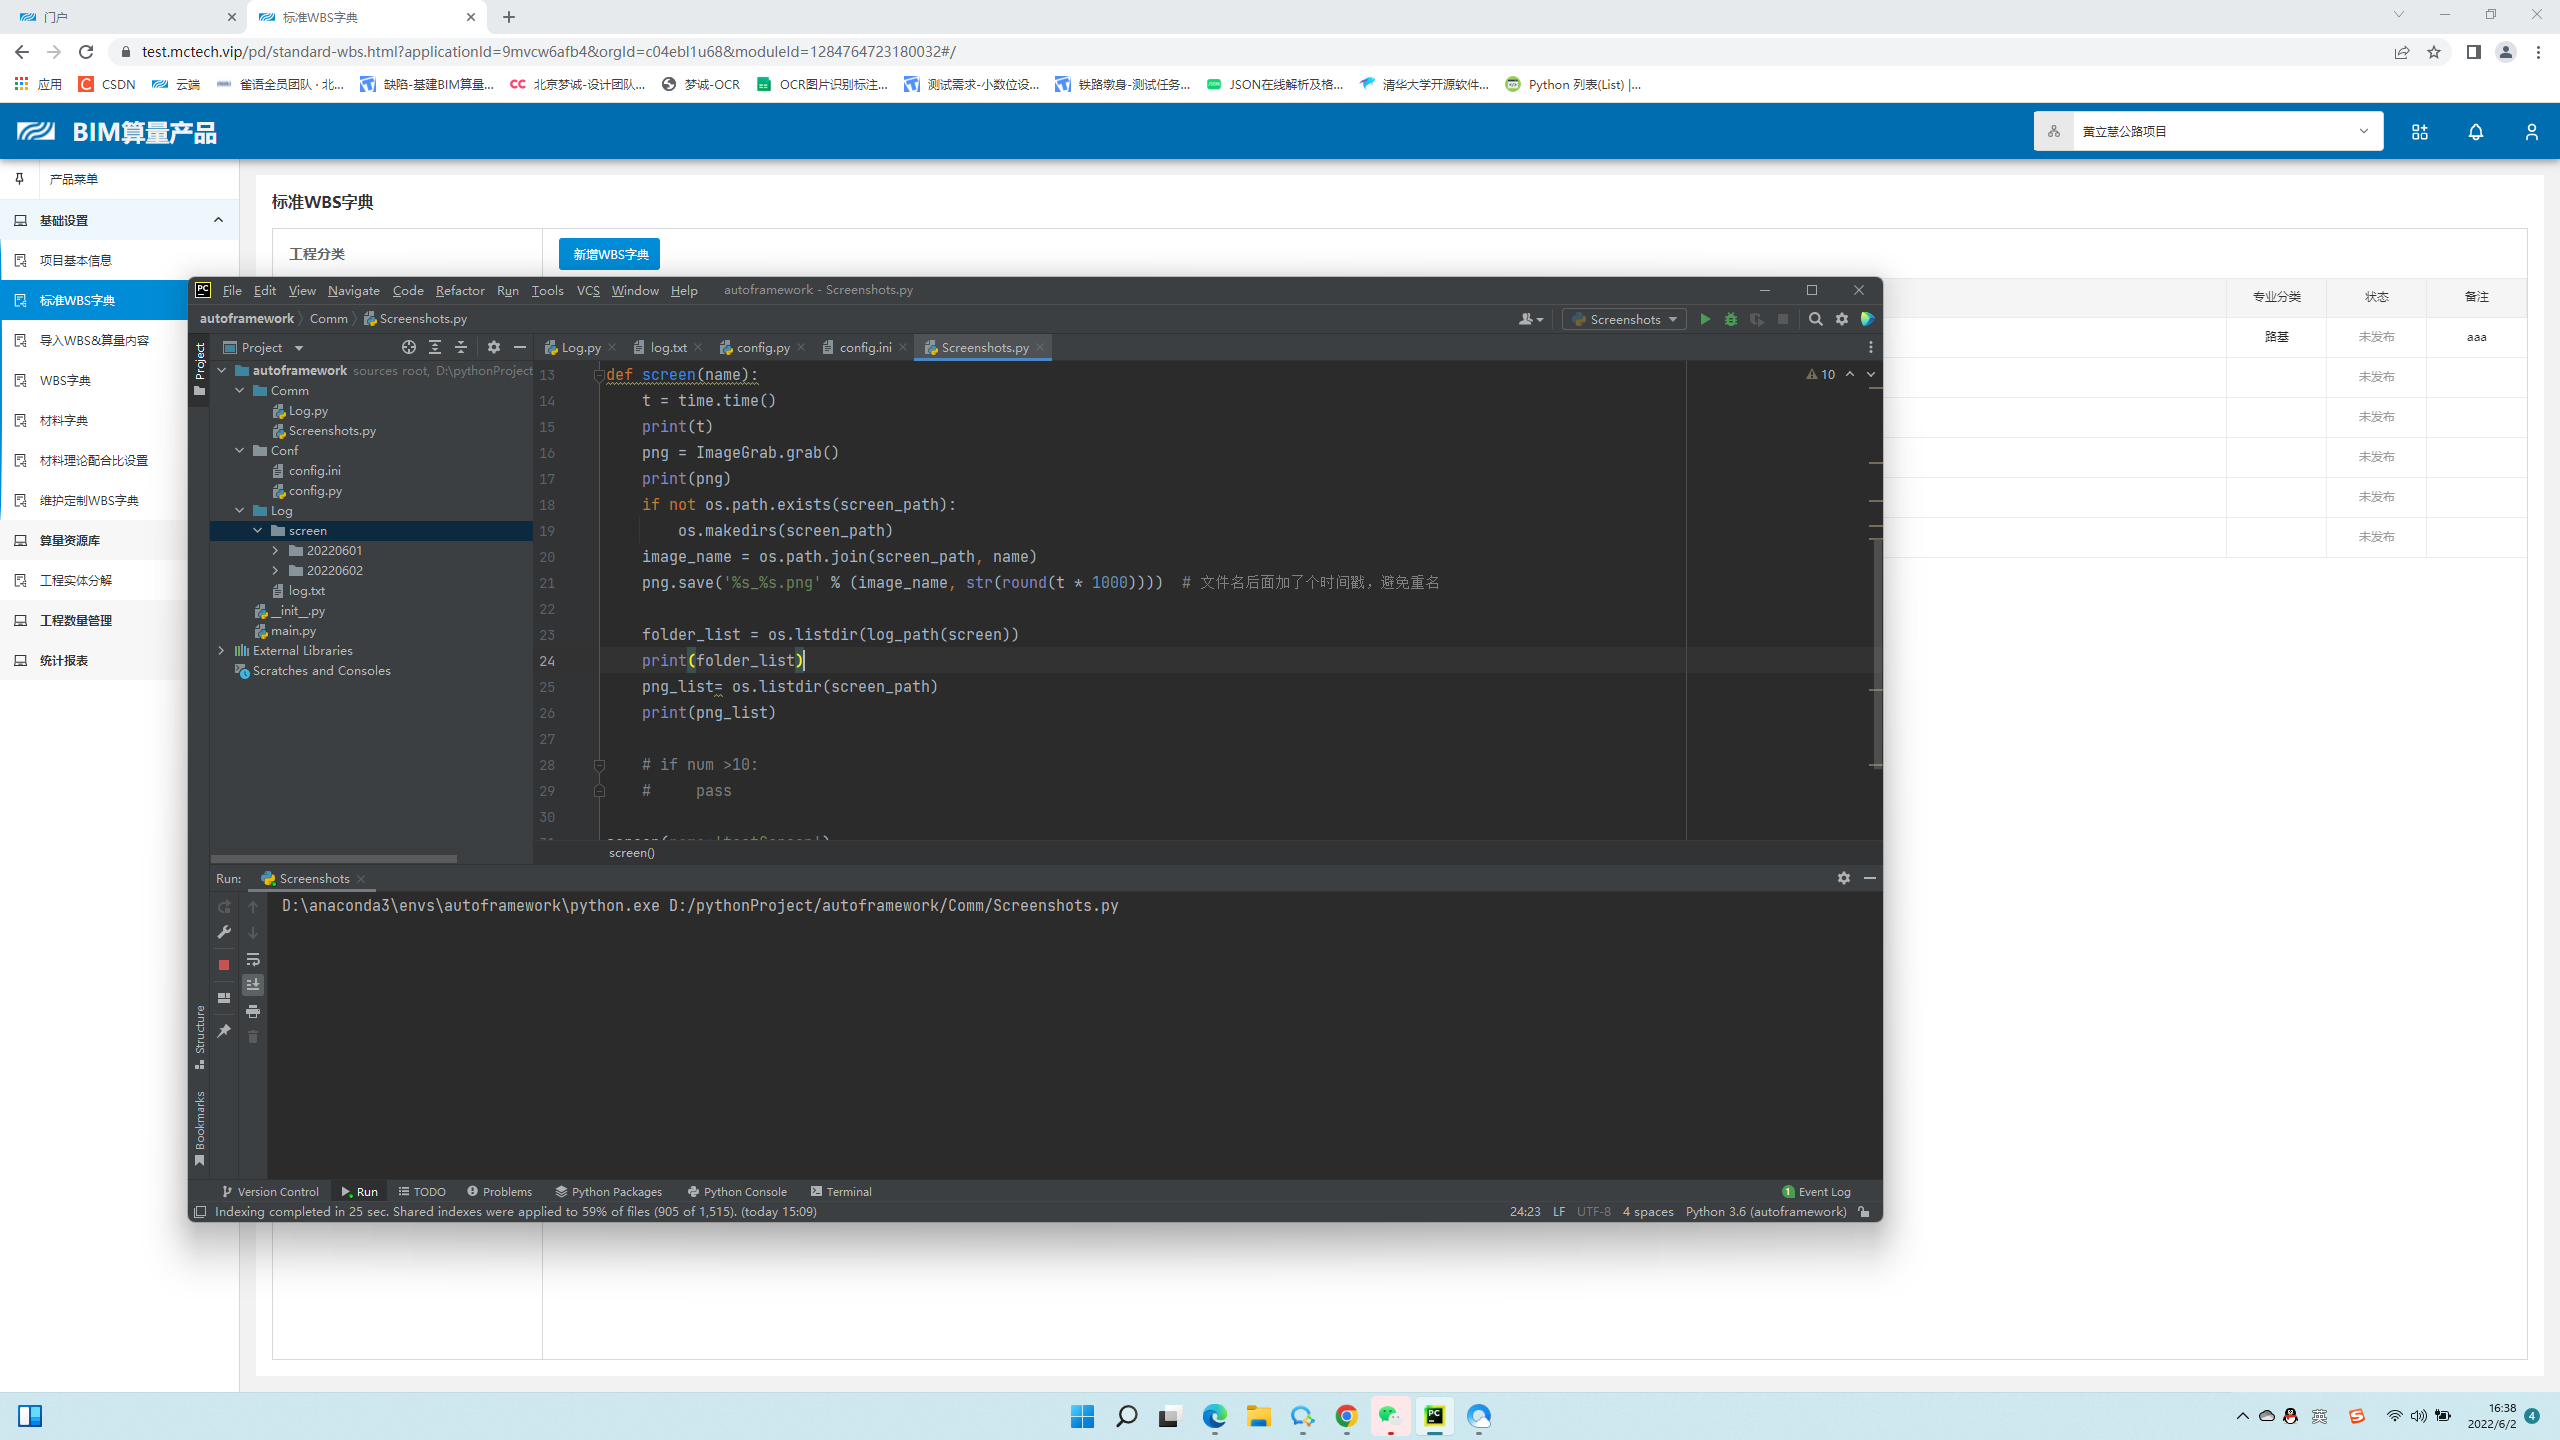 门户
标准WBS字典
test.mctech.vip/pd/standard-wbs.html?applicationId=9mvcw6afb4&orgId=c04ebl1u68&moduleId=1284764723180032#/
应用
CSDN
云端
雀语全员团队 · 北...
缺陷-基建BIM算量...
北京梦诚-设计团队...
梦诚-OCR
OCR图片识别标注...
测试需求-小数位设...
铁路墩身-测试任务...
JSON在线解析及格...
清华大学开源软件...
Python 列表(List) |...
BIM算量产品
黄立慧公路项目
产品菜单
基础设置
项目基本信息
标准WBS字典
导入WBS&算量内容
WBS字典
材料字典
材料理论配合比设置
维护定制WBS字典
算量资源库
工程实体分解
工程数量管理
统计报表
标准WBS字典
工程分类
新增WBS字典
专业分类
状态
备注
路基
未发布
aaa
未发布
未发布
未发布
未发布
未发布
PC
File Edit View Navigate Code Refactor Run Tools VCS Window Help
autoframework - Screenshots.py
autoframework
Comm
Screenshots.py
Screenshots
Project
Project
Log.py
log.txt
config.py
config.ini
Screenshots.py
autoframework sources root, D:\pythonProject
Comm
Log.py
Screenshots.py
Conf
config.ini
config.py
Log
screen
20220601
20220602
log.txt
__init__.py
main.py
External Libraries
Scratches and Consoles
10
13 def screen(name):
14 t = time.time()
15 print(t)
16 png = ImageGrab.grab()
17 print(png)
18 if not os.path.exists(screen_path):
19 os.makedirs(screen_path)
20 image_name = os.path.join(screen_path, name)
21 png.save('%s_%s.png' % (image_name, str(round(t * 1000)))) # 文件名后面加了个时间戳，避免重名
22
23 folder_list = os.listdir(log_path(screen))
24 print(folder_list)
25 png_list= os.listdir(screen_path)
26 print(png_list)
27
28 # if num >10:
29 # pass
30
screen()
Run:
Screenshots
D:\anaconda3\envs\autoframework\python.exe D:/pythonProject/autoframework/Comm/Screenshots.py
Structure
Bookmarks
Version Control
Run
TODO
Problems
Python Packages
Python Console
Terminal
1 Event Log
Indexing completed in 25 sec. Shared indexes were applied to 59% of files (905 of 1,515). (today 15:09)
24:23 LF UTF-8 4 spaces Python 3.6 (autoframework)
英
16:38
2022/6/2
4